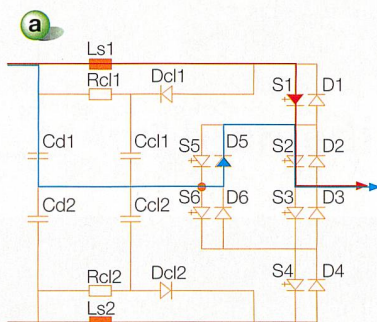 a
Ls1
Rcl1 Dcl1
S1 D1
Cd1 Ccl1 S5 D5 S2 D2
Cd2 Ccl2 S6 D6 S3 D3
Rcl2 Dcl2
S4 D4
Ls2